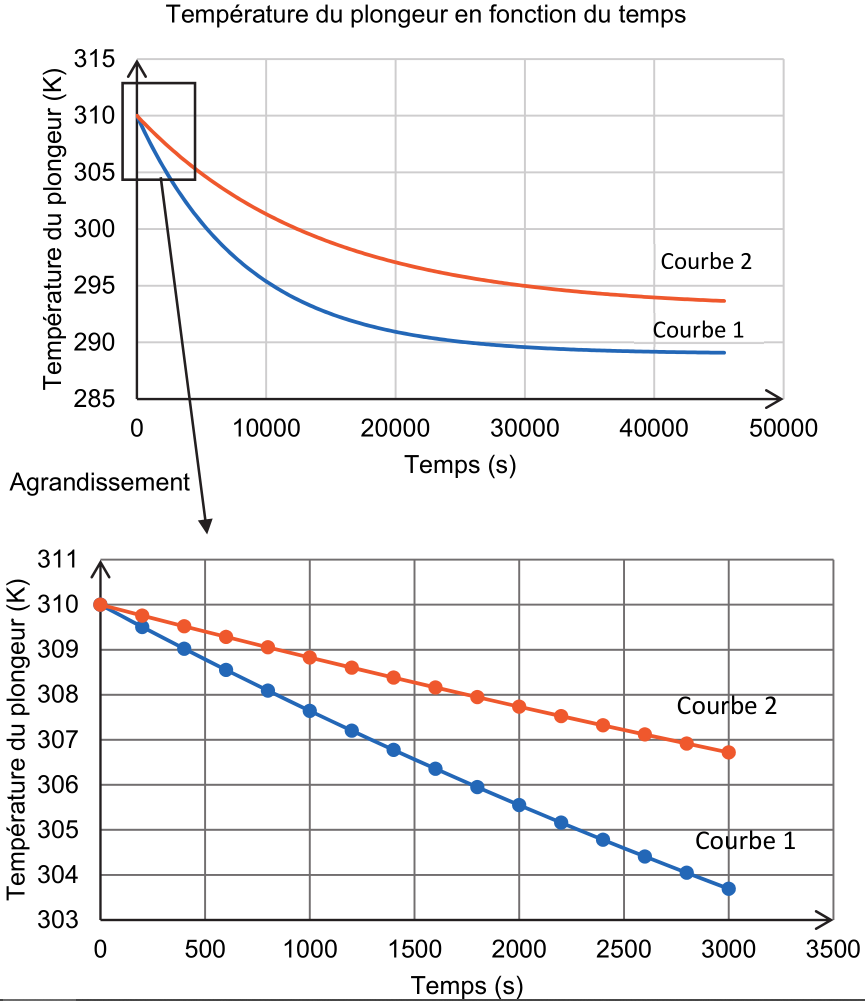 Température du plongeur en fonction du temps
Température du plongeur (K)
315
310
305
300
295
290
285
Courbe 2
Courbe 1
0 10000 20000 30000 40000 50000
Temps (s)
Agrandissement
Température du plongeur (K)
311
310
309
308
307
306
305
304
303
Courbe 2
Courbe 1
0 500 1000 1500 2000 2500 3000 3500
Temps (s)